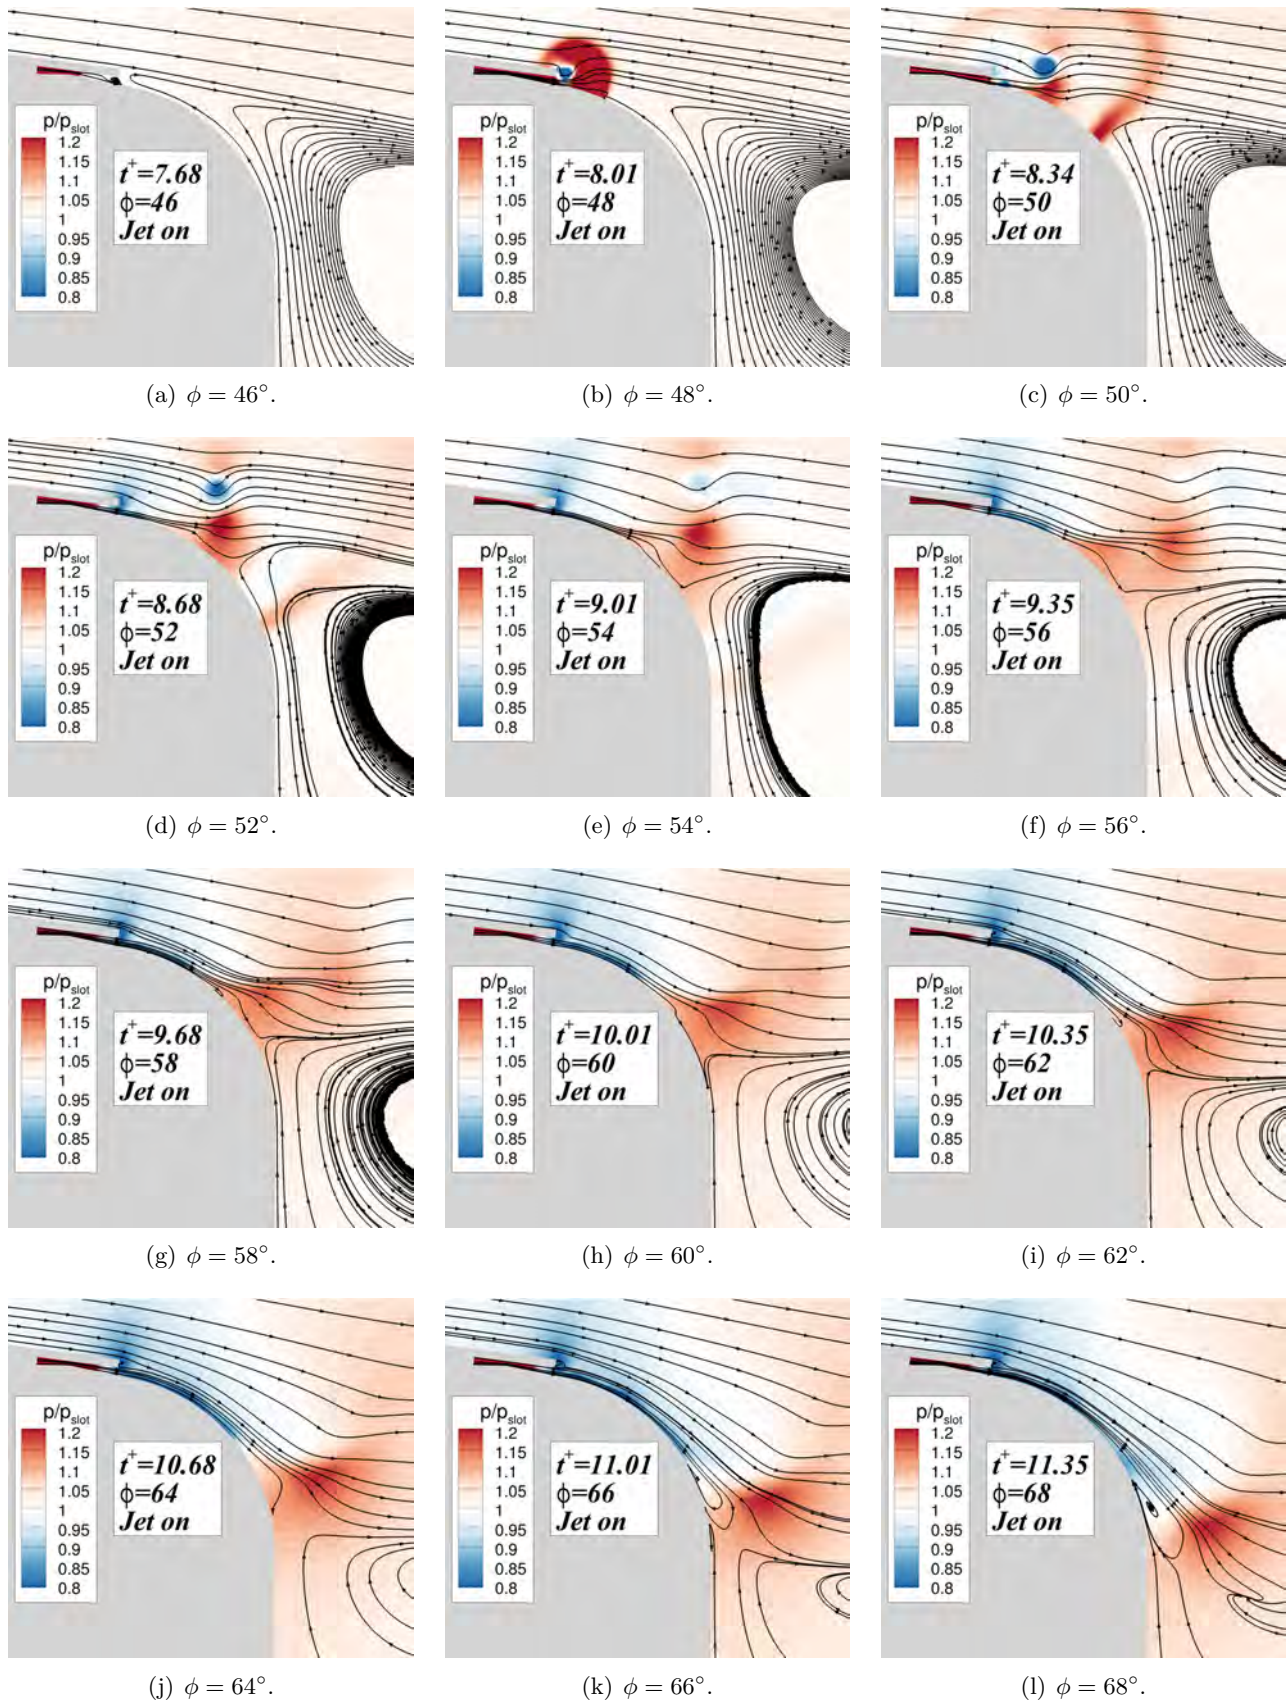 p/p_slot
1.2
1.15
1.1
1.05
1
0.95
0.9
0.85
0.8
t⁺=7.68
ϕ=46
Jet on
(a) ϕ = 46°.
p/p_slot
1.2
1.15
1.1
1.05
1
0.95
0.9
0.85
0.8
t⁺=8.01
ϕ=48
Jet on
(b) ϕ = 48°.
p/p_slot
1.2
1.15
1.1
1.05
1
0.95
0.9
0.85
0.8
t⁺=8.34
ϕ=50
Jet on
(c) ϕ = 50°.
p/p_slot
1.2
1.15
1.1
1.05
1
0.95
0.9
0.85
0.8
t⁺=8.68
ϕ=52
Jet on
(d) ϕ = 52°.
p/p_slot
1.2
1.15
1.1
1.05
1
0.95
0.9
0.85
0.8
t⁺=9.01
ϕ=54
Jet on
(e) ϕ = 54°.
p/p_slot
1.2
1.15
1.1
1.05
1
0.95
0.9
0.85
0.8
t⁺=9.35
ϕ=56
Jet on
(f) ϕ = 56°.
p/p_slot
1.2
1.15
1.1
1.05
1
0.95
0.9
0.85
0.8
t⁺=9.68
ϕ=58
Jet on
(g) ϕ = 58°.
p/p_slot
1.2
1.15
1.1
1.05
1
0.95
0.9
0.85
0.8
t⁺=10.01
ϕ=60
Jet on
(h) ϕ = 60°.
p/p_slot
1.2
1.15
1.1
1.05
1
0.95
0.9
0.85
0.8
t⁺=10.35
ϕ=62
Jet on
(i) ϕ = 62°.
p/p_slot
1.2
1.15
1.1
1.05
1
0.95
0.9
0.85
0.8
t⁺=10.68
ϕ=64
Jet on
(j) ϕ = 64°.
p/p_slot
1.2
1.15
1.1
1.05
1
0.95
0.9
0.85
0.8
t⁺=11.01
ϕ=66
Jet on
(k) ϕ = 66°.
p/p_slot
1.2
1.15
1.1
1.05
1
0.95
0.9
0.85
0.8
t⁺=11.35
ϕ=68
Jet on
(l) ϕ = 68°.